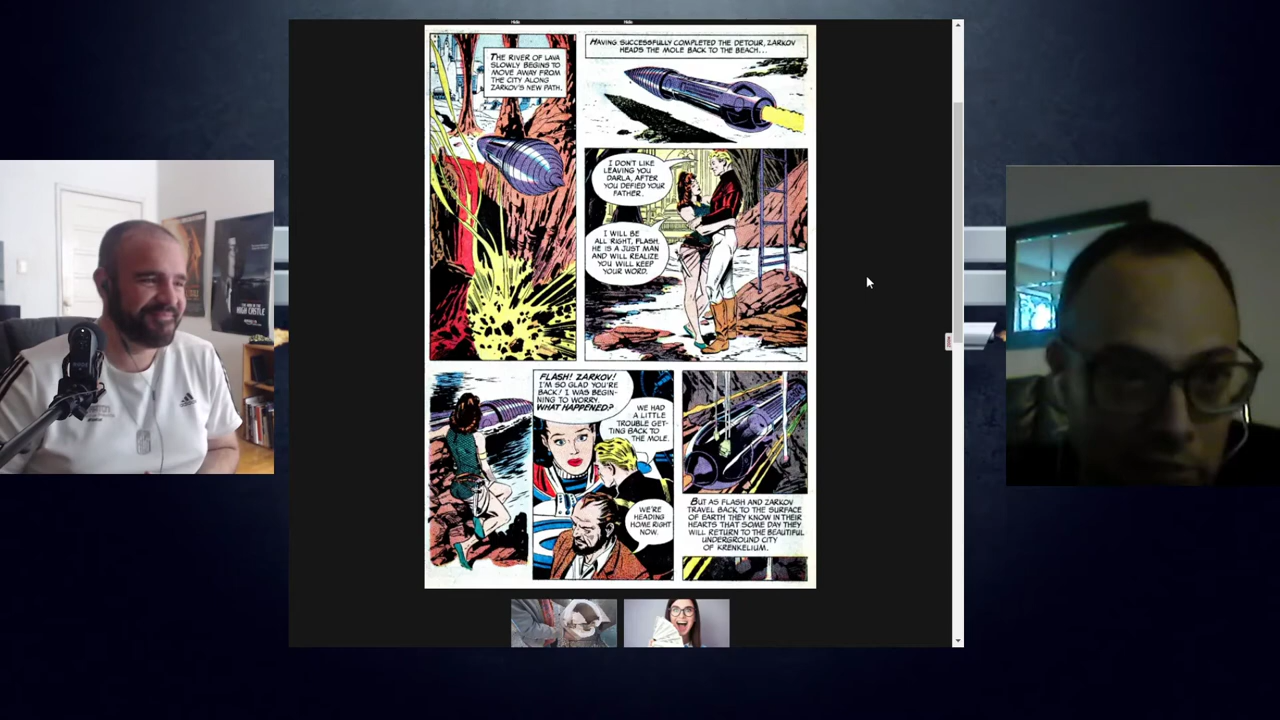 Hide
Hide
THE RIVER OF LAVA
SLOWLY BEGINS TO
MOVE AWAY FROM
THE CITY ALONG
ZARKOV'S NEW PATH.
HAVING SUCCESSFULLY COMPLETED THE DETOUR, ZARKOV
HEADS THE MOLE BACK TO THE BEACH...
I DON'T LIKE
LEAVING YOU
DARLA, AFTER
YOU DEFIED YOUR
FATHER.
I WILL BE
ALL RIGHT, FLASH.
HE IS A JUST MAN
AND WILL REALIZE
YOU WILL KEEP
YOUR WORD.
FLASH! ZARKOV!
I'M SO GLAD YOU'RE
BACK! I WAS BEGIN-
NING TO WORRY.
WHAT HAPPENED?
WE HAD
A LITTLE
TROUBLE GET-
TING BACK TO
THE MOLE.
WE'RE
HEADING
HOME RIGHT
NOW.
BUT AS FLASH AND ZARKOV
TRAVEL BACK TO THE SURFACE
OF EARTH THEY KNOW IN THEIR
HEARTS THAT SOME DAY THEY
WILL RETURN TO THE BEAUTIFUL
UNDERGROUND CITY
OF KRENKELIUM.
HIGH CASTLE
adidas